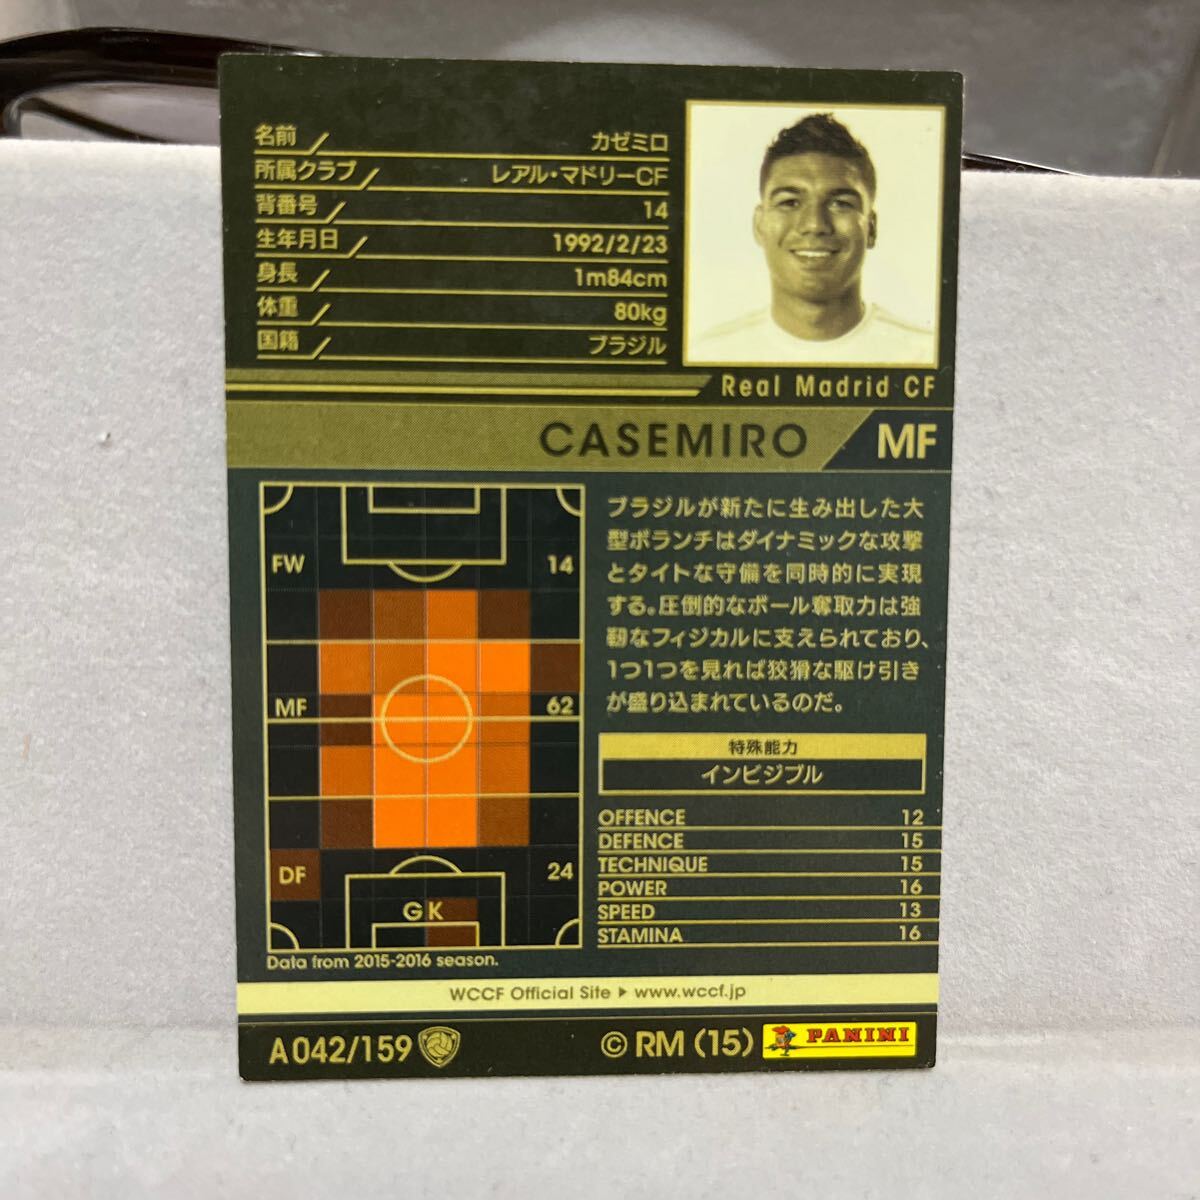 名前 カゼミロ
所属クラブ レアル・マドリーCF
背番号 14
生年月日 1992/2/23
身長 1m84cm
体重 80kg
国籍 ブラジル
Real Madrid CF
CASEMIRO MF
FW 14
MF 62
DF 24
GK
Data from 2015-2016 season.
ブラジルが新たに生み出した大
型ボランチはダイナミックな攻撃
とタイトな守備を同時的に実現
する。圧倒的なボール奪取力は強
靭なフィジカルに支えられており、
1つ1つを見れば狡猾な駆け引き
が盛り込まれているのだ。
特殊能力
インビジブル
OFFENCE 12
DEFENCE 15
TECHNIQUE 15
POWER 16
SPEED 13
STAMINA 16
WCCF Official Site ▶ www.wccf.jp
A042/159 © RM (15) PANINI